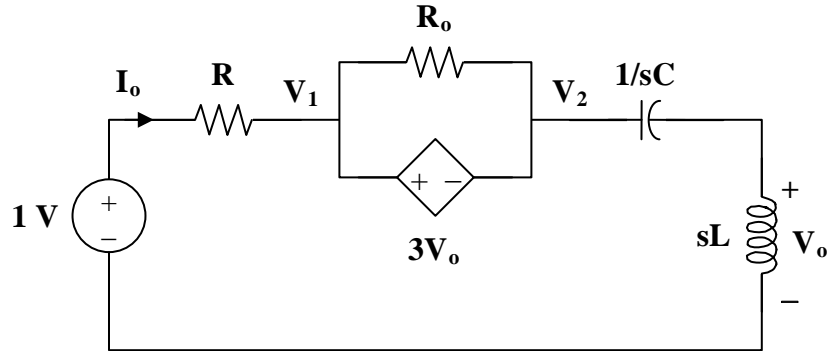 Rₒ
Iₒ R V₁ V₂ 1/sC
+ −
1 V + − 3Vₒ sL + Vₒ −